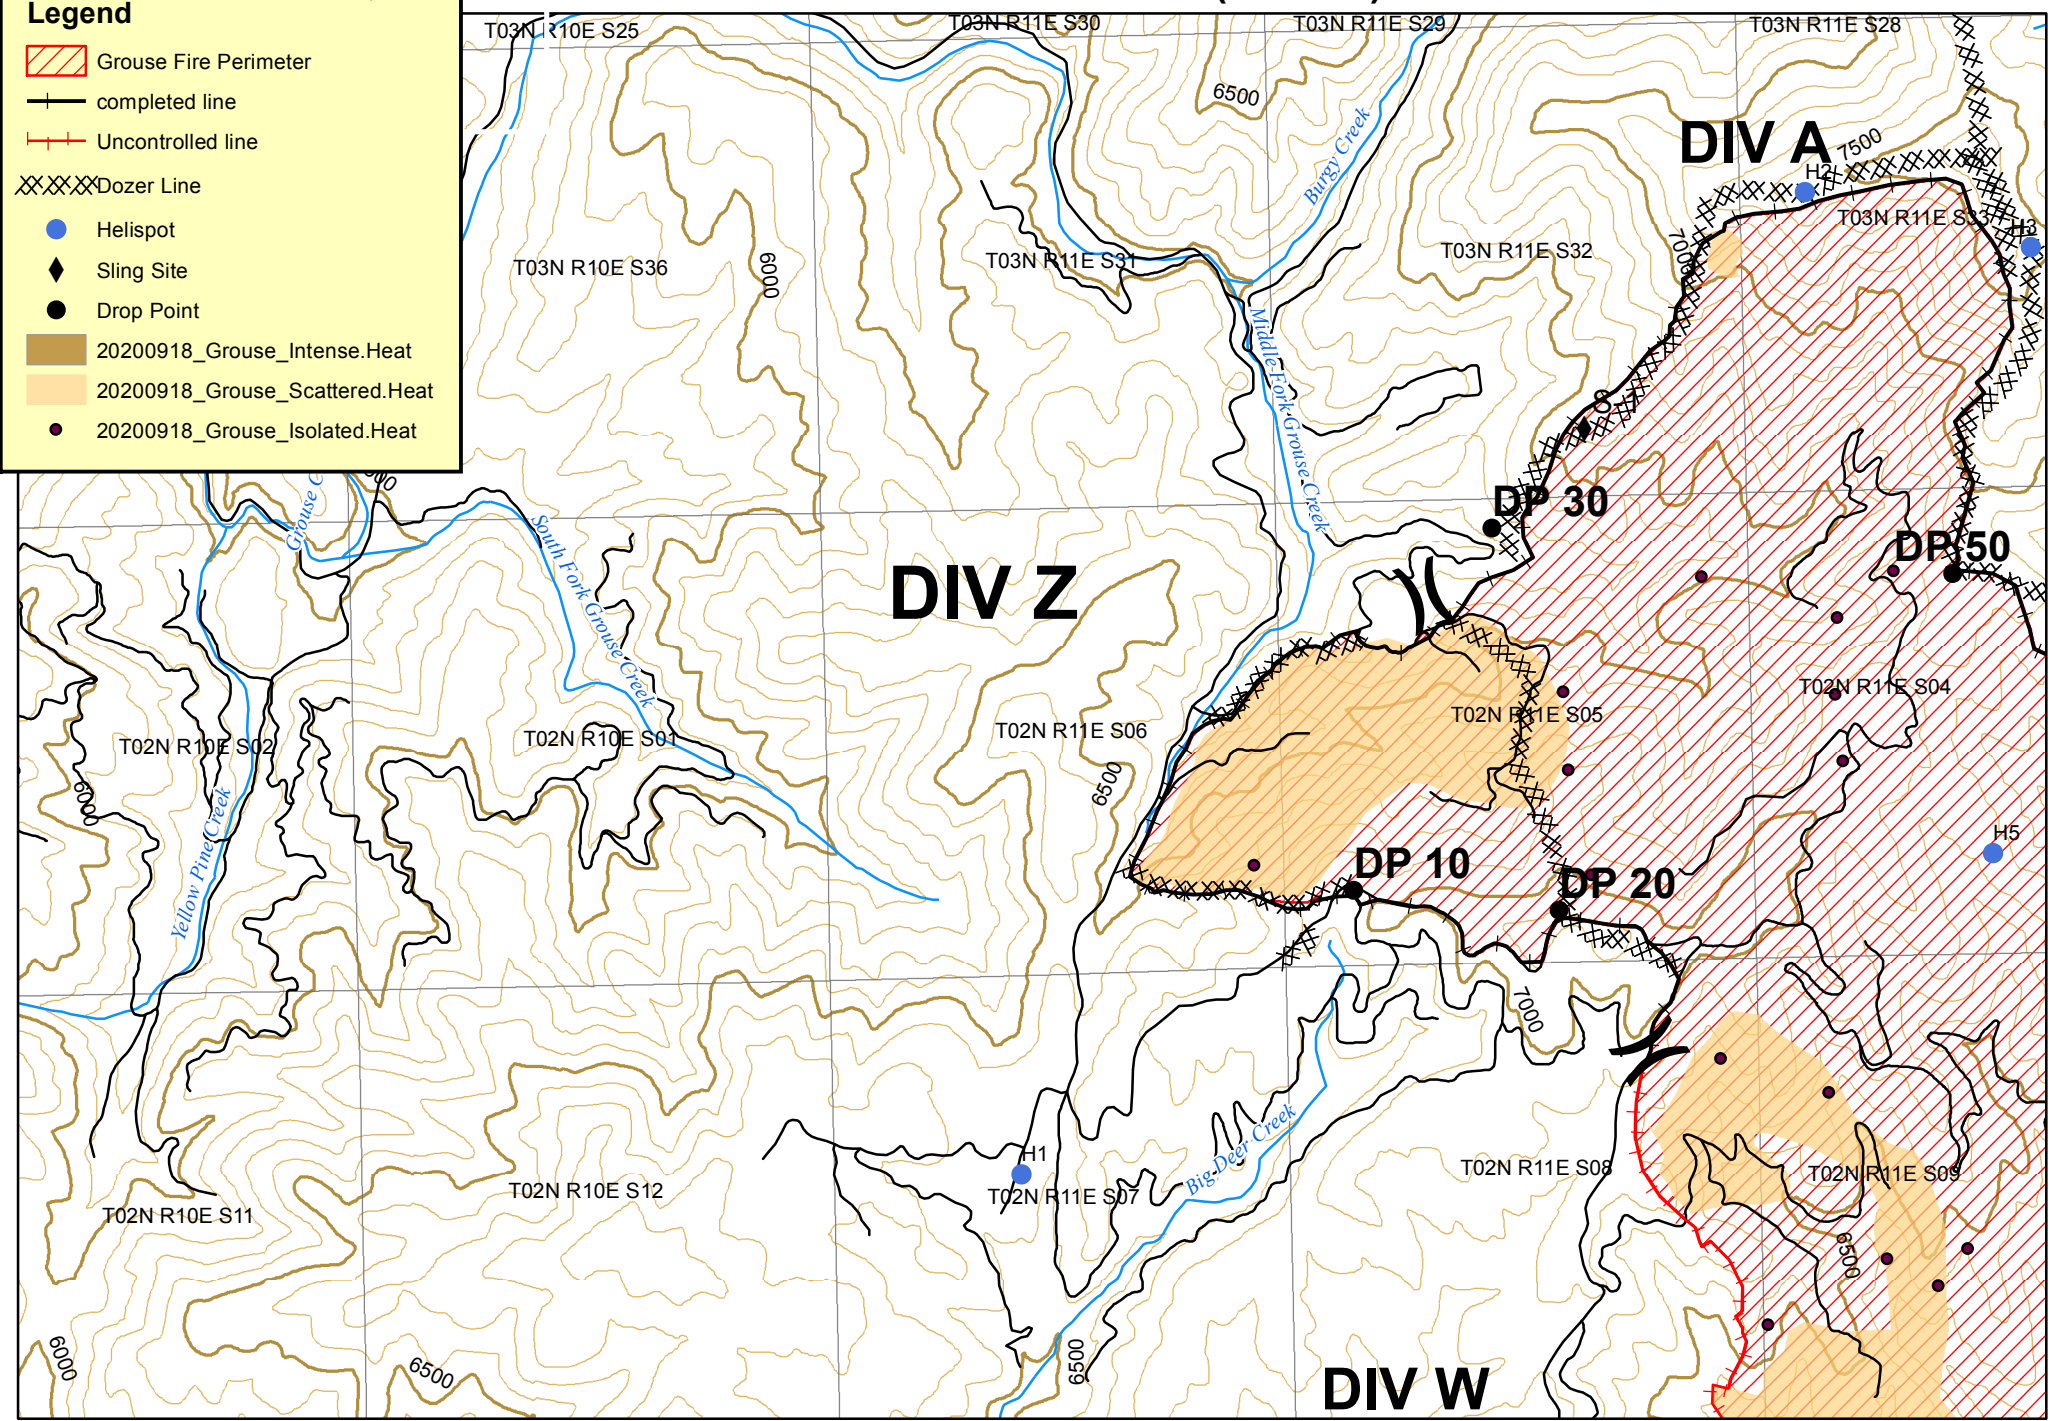 Legend
Grouse Fire Perimeter
completed line
Uncontrolled line
Dozer Line
Helispot
Sling Site
Drop Point
20200918_Grouse_Intense.Heat
20200918_Grouse_Scattered.Heat
20200918_Grouse_Isolated.Heat
T03N R10E S25
T03N R11E S30
T03N R11E S29
T03N R11E S28
6500
Burgy Creek
DIV A
7500
H2
T03N R11E S33
H3
T03N R10E S36
6000
T03N R11E S31
T03N R11E S32
Middle Fork Grouse Creek
S-1
DP 30
DP 50
Grouse
South Fork Grouse Creek
DIV Z
T02N R10E S02
T02N R10E S01
T02N R11E S06
T02N R11E S05
T02N R11E S04
6000
6500
Yellow Pine Creek
H5
DP 10
DP 20
7000
H1
Big Deer Creek
T02N R10E S11
T02N R10E S12
T02N R11E S07
T02N R11E S08
T02N R11E S09
6500
6000
6500
6500
DIV W